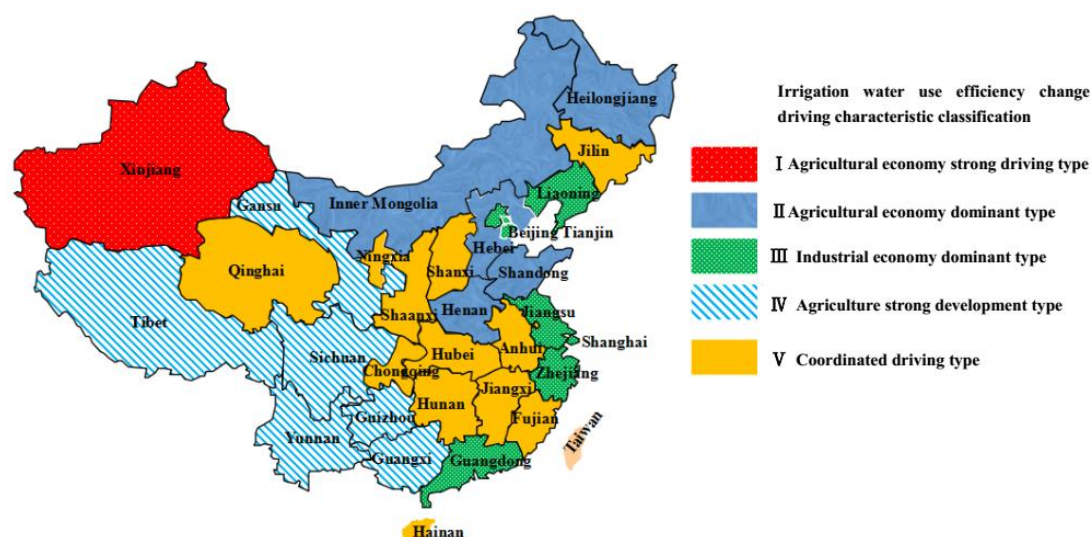 Irrigation water use efficiency change
driving characteristic classification
Ⅰ Agricultural economy strong driving type
Ⅱ Agricultural economy dominant type
Ⅲ Industrial economy dominant type
Ⅳ Agriculture strong development type
Ⅴ Coordinated driving type
Heilongjiang
Jilin
Liaoning
Xinjiang
Gansu
Inner Mongolia
Beijing Tianjin
Hebei
Ningxia
Shanxi
Qinghai
Shandong
Henan
Shaanxi
Jiangsu
Tibet
Shanghai
Anhui
Hubei
Sichuan
Chongqing
Zhejiang
Jiangxi
Hunan
Guizhou
Fujian
Yunnan
Taiwan
Guangxi
Guangdong
Hainan